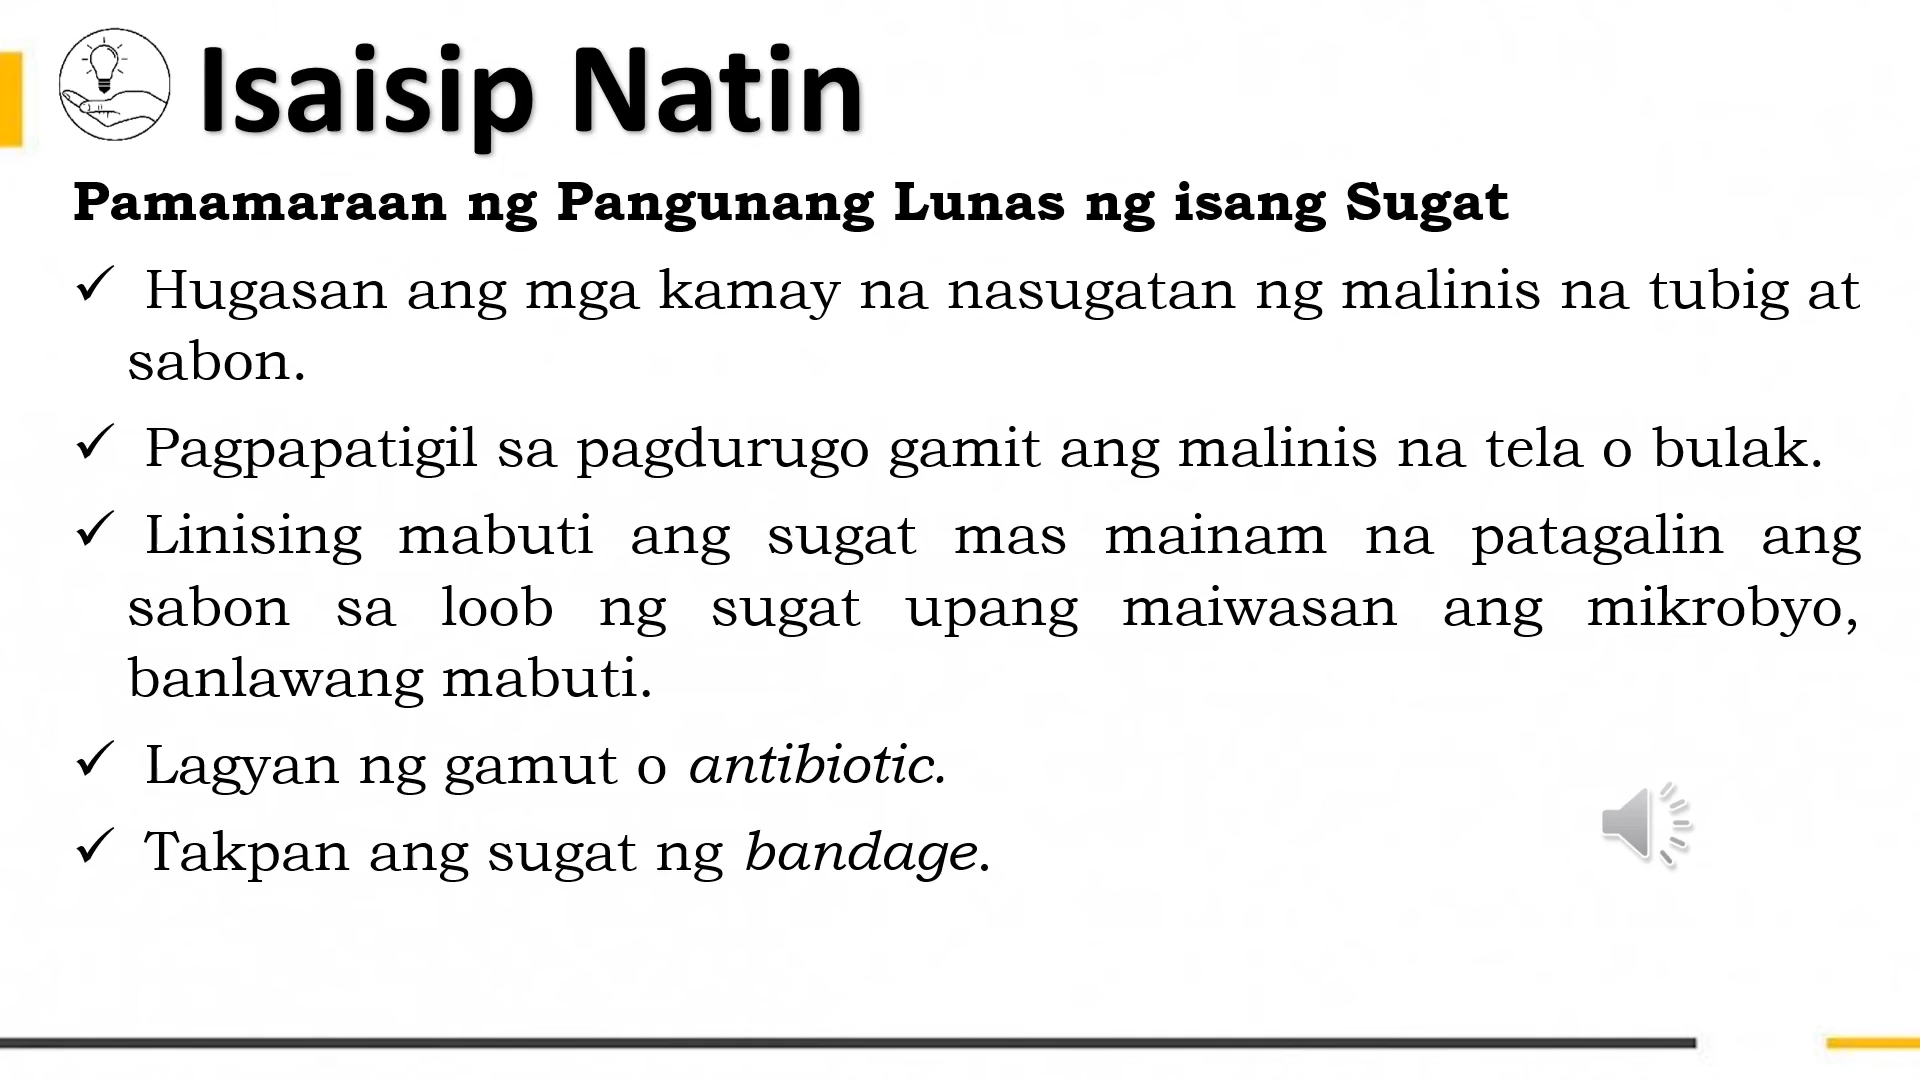 Isaisip Natin
Pamamaraan ng Pangunang Lunas ng isang Sugat
✓ Hugasan ang mga kamay na nasugatan ng malinis na tubig at
sabon.
✓ Pagpapatigil sa pagdurugo gamit ang malinis na tela o bulak.
✓ Linising mabuti ang sugat mas mainam na patagalin ang
sabon sa loob ng sugat upang maiwasan ang mikrobyo,
banlawang mabuti.
✓ Lagyan ng gamut o antibiotic.
✓ Takpan ang sugat ng bandage.